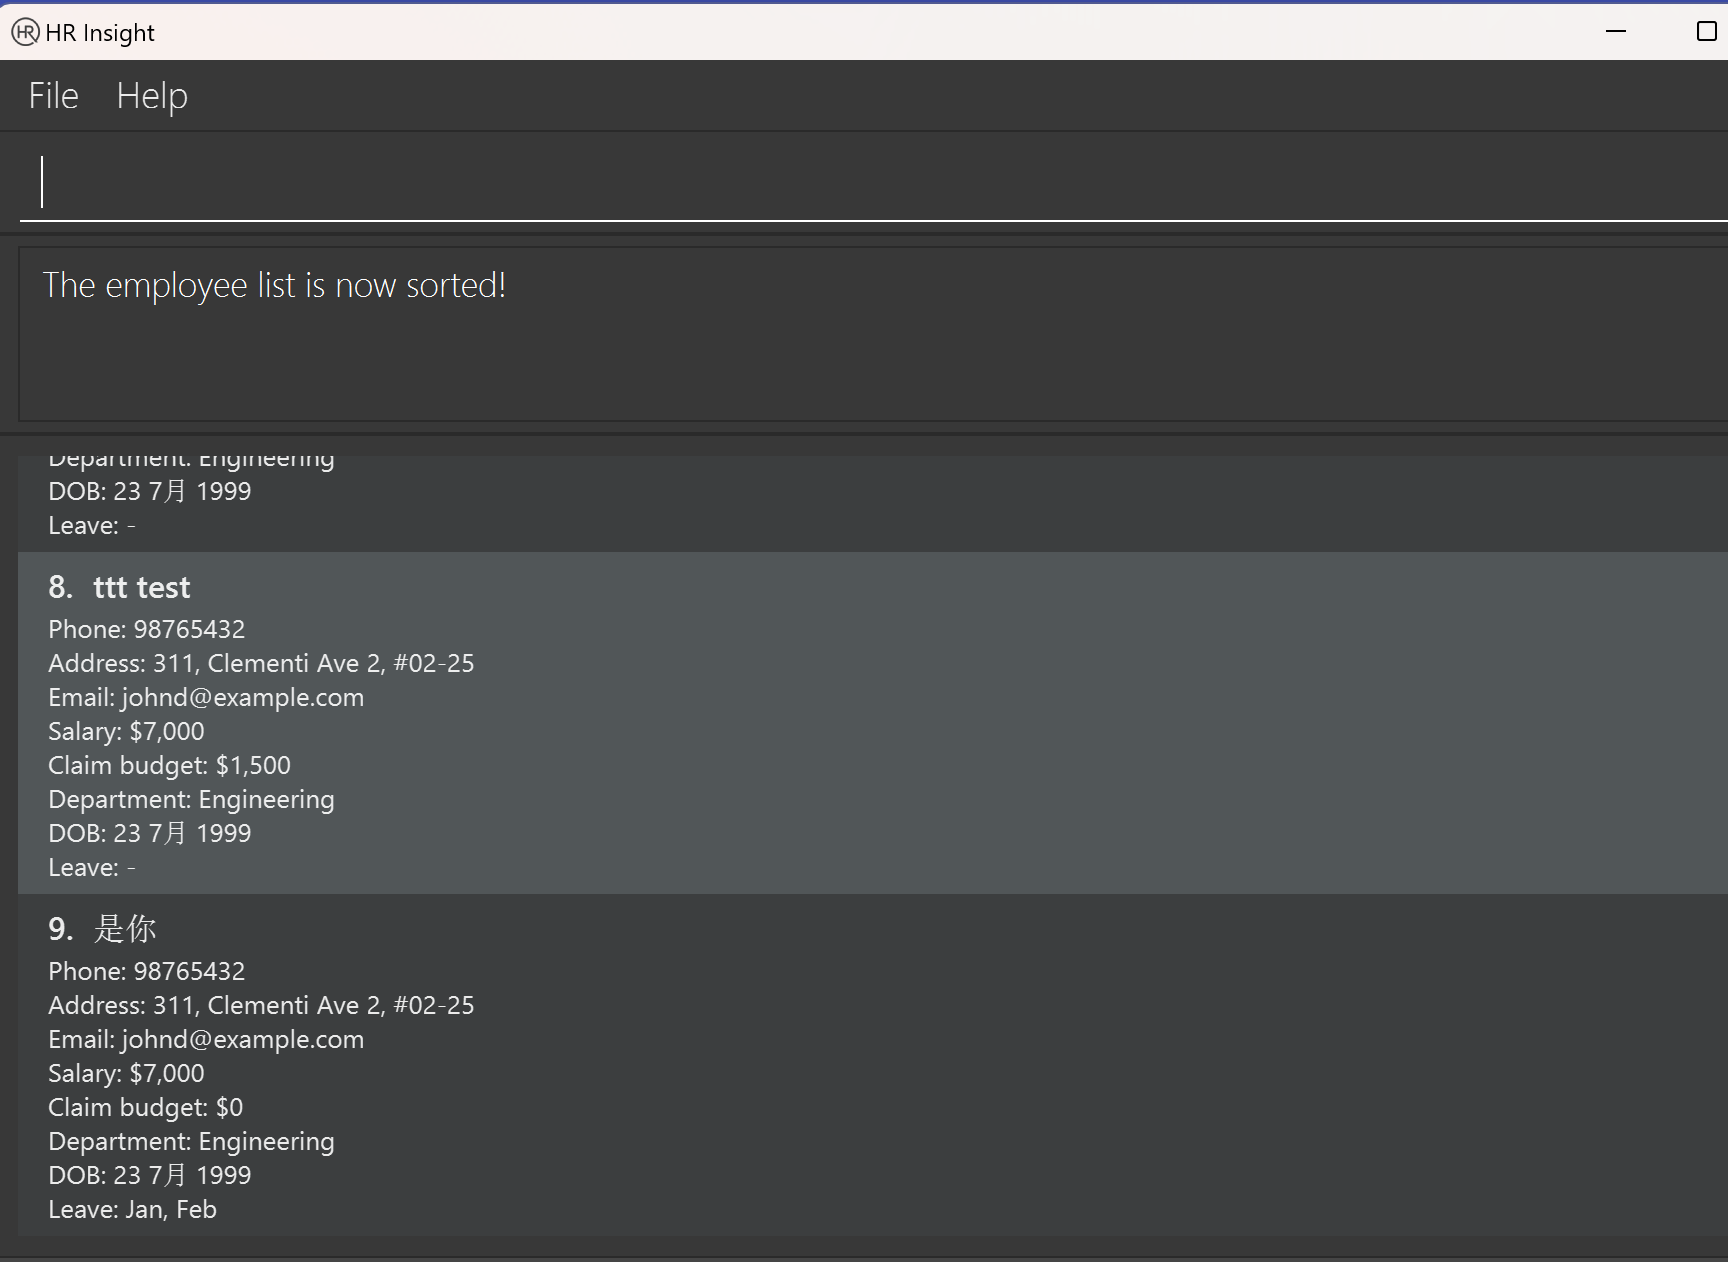 HR HR Insight
File Help
The employee list is now sorted!
Department: Engineering
DOB: 23 7月 1999
Leave: -
8. ttt test
Phone: 98765432
Address: 311, Clementi Ave 2, #02-25
Email: johnd@example.com
Salary: $7,000
Claim budget: $1,500
Department: Engineering
DOB: 23 7月 1999
Leave: -
9. 是你
Phone: 98765432
Address: 311, Clementi Ave 2, #02-25
Email: johnd@example.com
Salary: $7,000
Claim budget: $0
Department: Engineering
DOB: 23 7月 1999
Leave: Jan, Feb